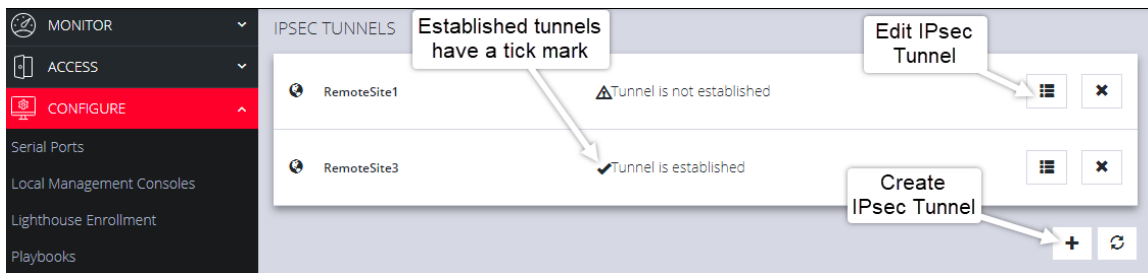 MONITOR
ACCESS
CONFIGURE
Serial Ports
Local Management Consoles
Lighthouse Enrollment
Playbooks
IPSEC TUNNELS
Established tunnels
have a tick mark
Edit IPsec
Tunnel
RemoteSite1
Tunnel is not established
RemoteSite3
Tunnel is established
Create
IPsec Tunnel